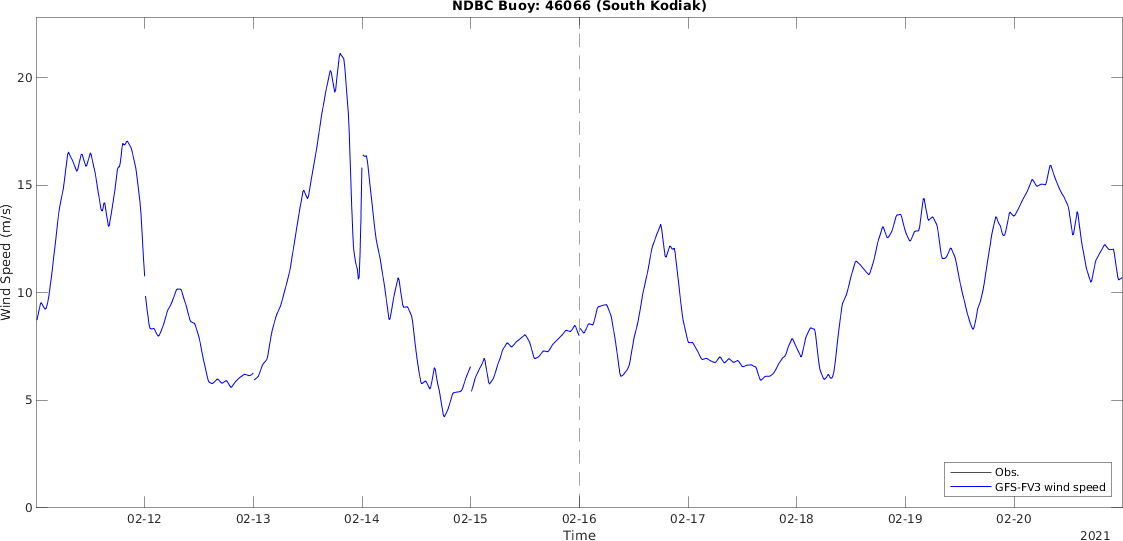 NDBC Buoy: 46066 (South Kodiak)
20
15
10
5
0
Wind Speed (m/s)
Obs.
GFS-FV3 wind speed
02-12 02-13 02-14 02-15 02-16 02-17 02-18 02-19 02-20
Time
2021